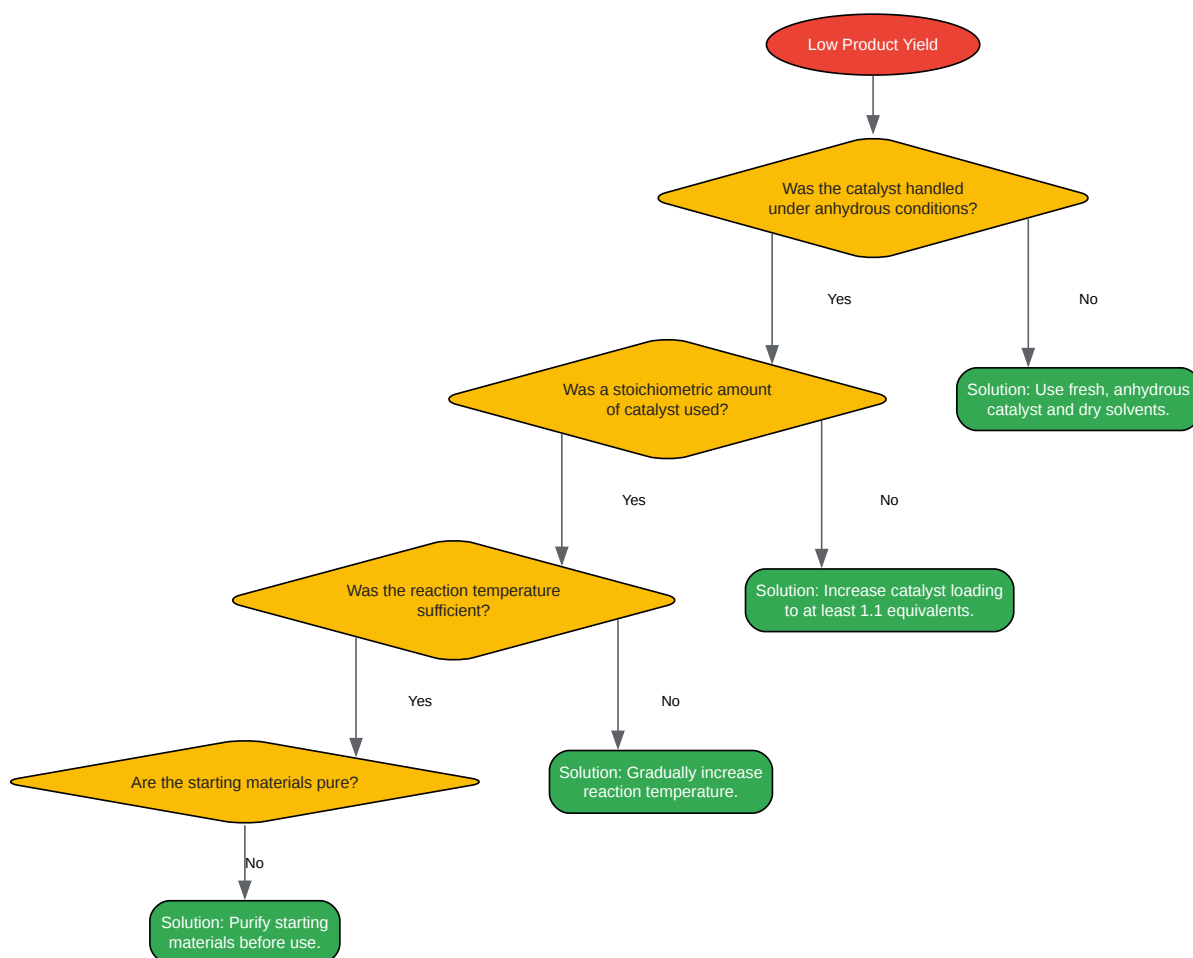 Low Product Yield
Was the catalyst handled
under anhydrous conditions?
Yes
No
Solution: Use fresh, anhydrous
catalyst and dry solvents.
Was a stoichiometric amount
of catalyst used?
Yes
No
Solution: Increase catalyst loading
to at least 1.1 equivalents.
Was the reaction temperature
sufficient?
Yes
No
Solution: Gradually increase
reaction temperature.
Are the starting materials pure?
No
Solution: Purify starting
materials before use.